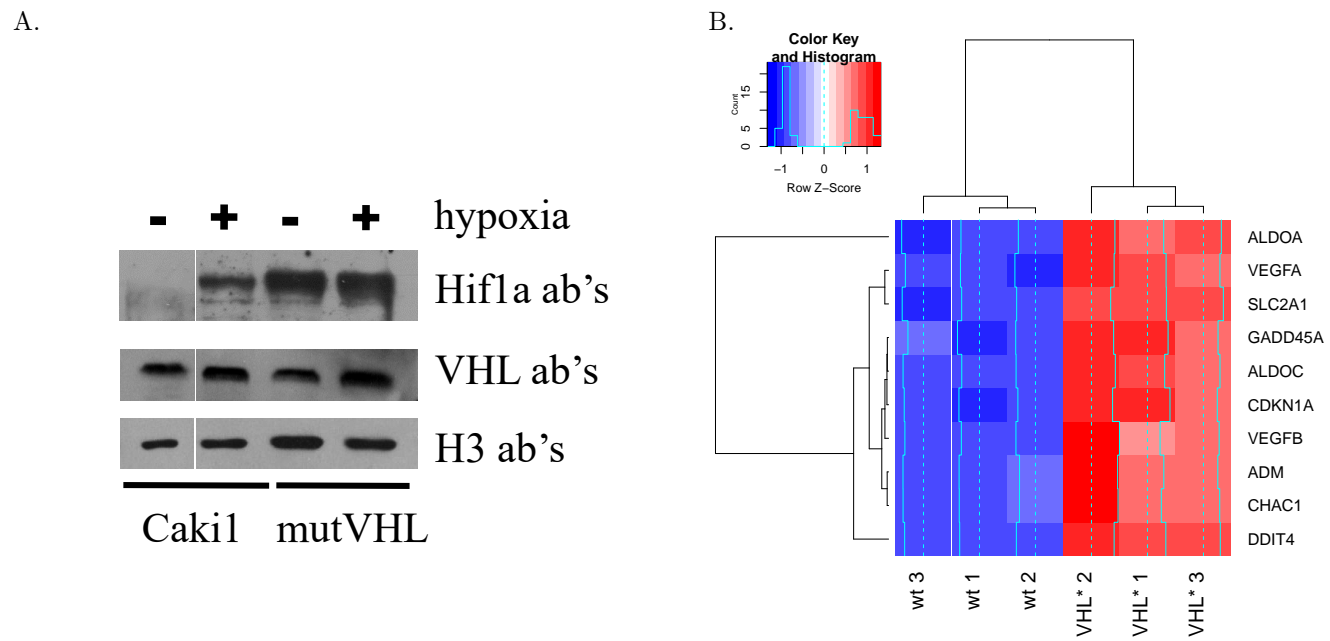 A.
- + - + hypoxia
Hif1a ab's
VHL ab's
H3 ab's
Caki1 mutVHL
B.
Color Key
and Histogram
Count
0 5 15
−1 0 1
Row Z−Score
ALDOA
VEGFA
SLC2A1
GADD45A
ALDOC
CDKN1A
VEGFB
ADM
CHAC1
DDIT4
wt 3
wt 1
wt 2
VHL* 2
VHL* 1
VHL* 3